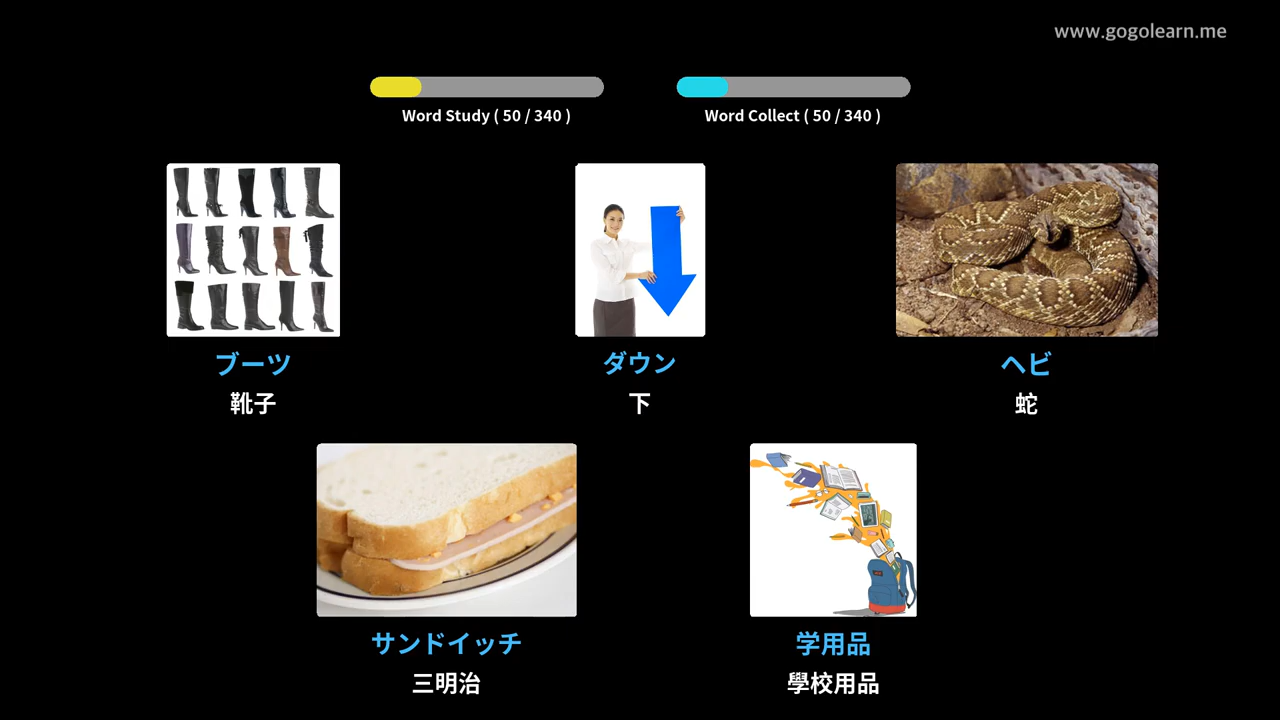 www.gogolearn.me
Word Study ( 50 / 340 )
Word Collect ( 50 / 340 )
ブーツ
靴子
ダウン
下
ヘビ
蛇
サンドイッチ
三明治
学用品
學校用品